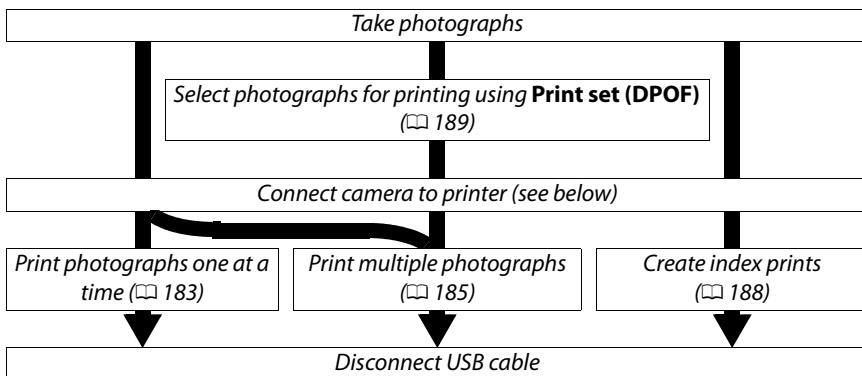 Take photographs
Select photographs for printing using Print set (DPOF)
(📖 189)
Connect camera to printer (see below)
Print photographs one at a
time (📖 183)
Print multiple photographs
(📖 185)
Create index prints
(📖 188)
Disconnect USB cable